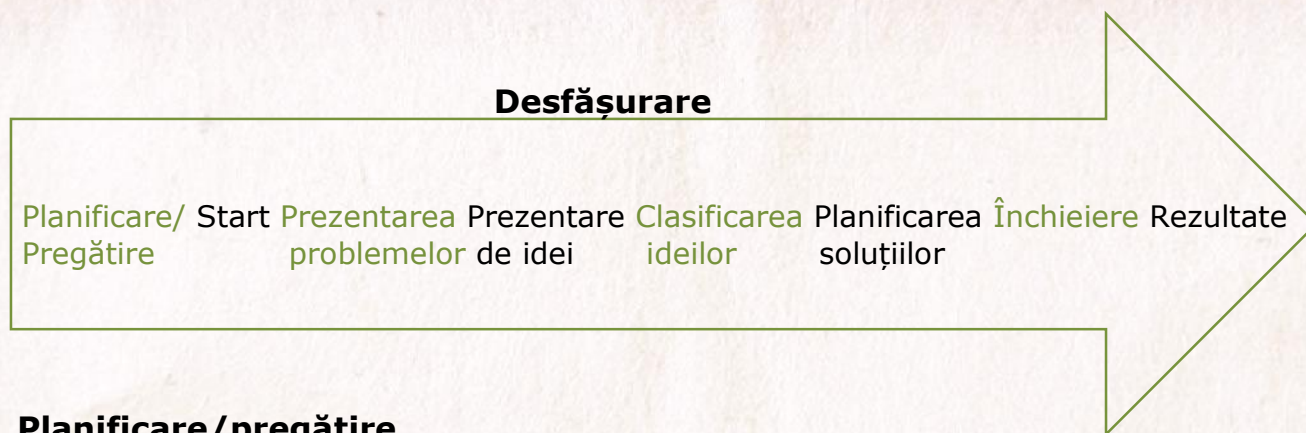 Desfășurare
Planificare/ Start Prezentarea Prezentare Clasificarea Planificarea Închieiere Rezultate
Pregătire problemelor de idei ideilor soluțiilor
Planificare/pregătire